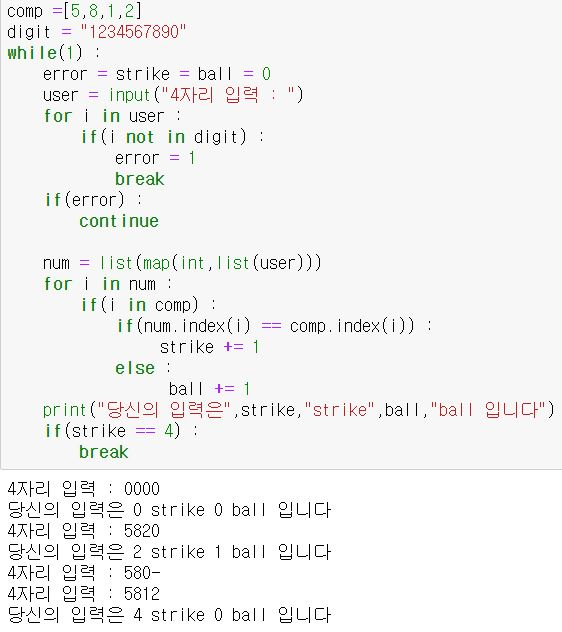 comp =[5,8,1,2]
digit = "1234567890"
while(1) :
    error = strike = ball = 0
    user = input("4자리 입력 : ")
    for i in user :
        if(i not in digit) :
            error = 1
            break
    if(error) :
        continue

    num = list(map(int,list(user)))
    for i in num :
        if(i in comp) :
            if(num.index(i) == comp.index(i)) :
                 strike += 1
            else :
                  ball += 1
    print("당신의 입력은",strike,"strike",ball,"ball 입니다")
    if(strike == 4) :
        break
4자리 입력 : 0000
당신의 입력은 0 strike 0 ball 입니다
4자리 입력 : 5820
당신의 입력은 2 strike 1 ball 입니다
4자리 입력 : 580-
4자리 입력 : 5812
당신의 입력은 4 strike 0 ball 입니다